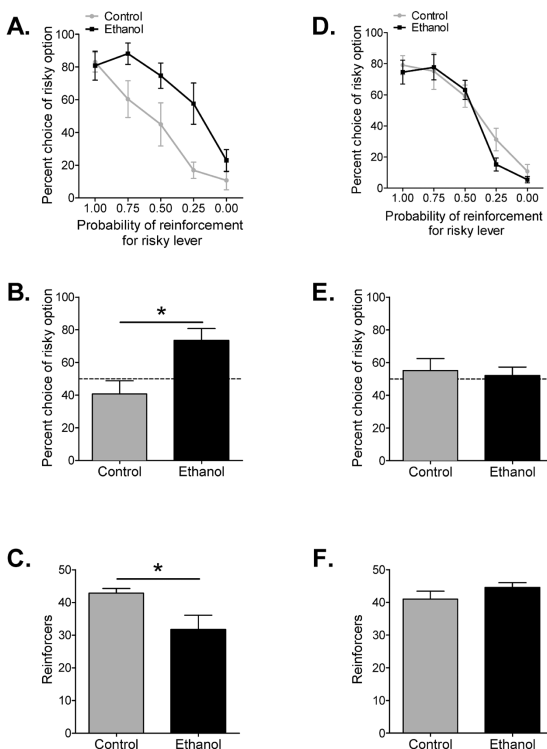 A.
Control
Ethanol
Percent choice of risky option
100
80
60
40
20
0
1.00 0.75 0.50 0.25 0.00
Probability of reinforcement
for risky lever
D.
Control
Ethanol
Percent choice of risky option
100
80
60
40
20
0
1.00 0.75 0.50 0.25 0.00
Probability of reinforcement
for risky lever
B.
Percent choice of risky option
100
80
60
40
20
0
*
Control Ethanol
E.
Percent choice of risky option
100
80
60
40
20
0
Control Ethanol
C.
Reinforcers
50
40
30
20
10
0
*
Control Ethanol
F.
Reinforcers
50
40
30
20
10
0
Control Ethanol